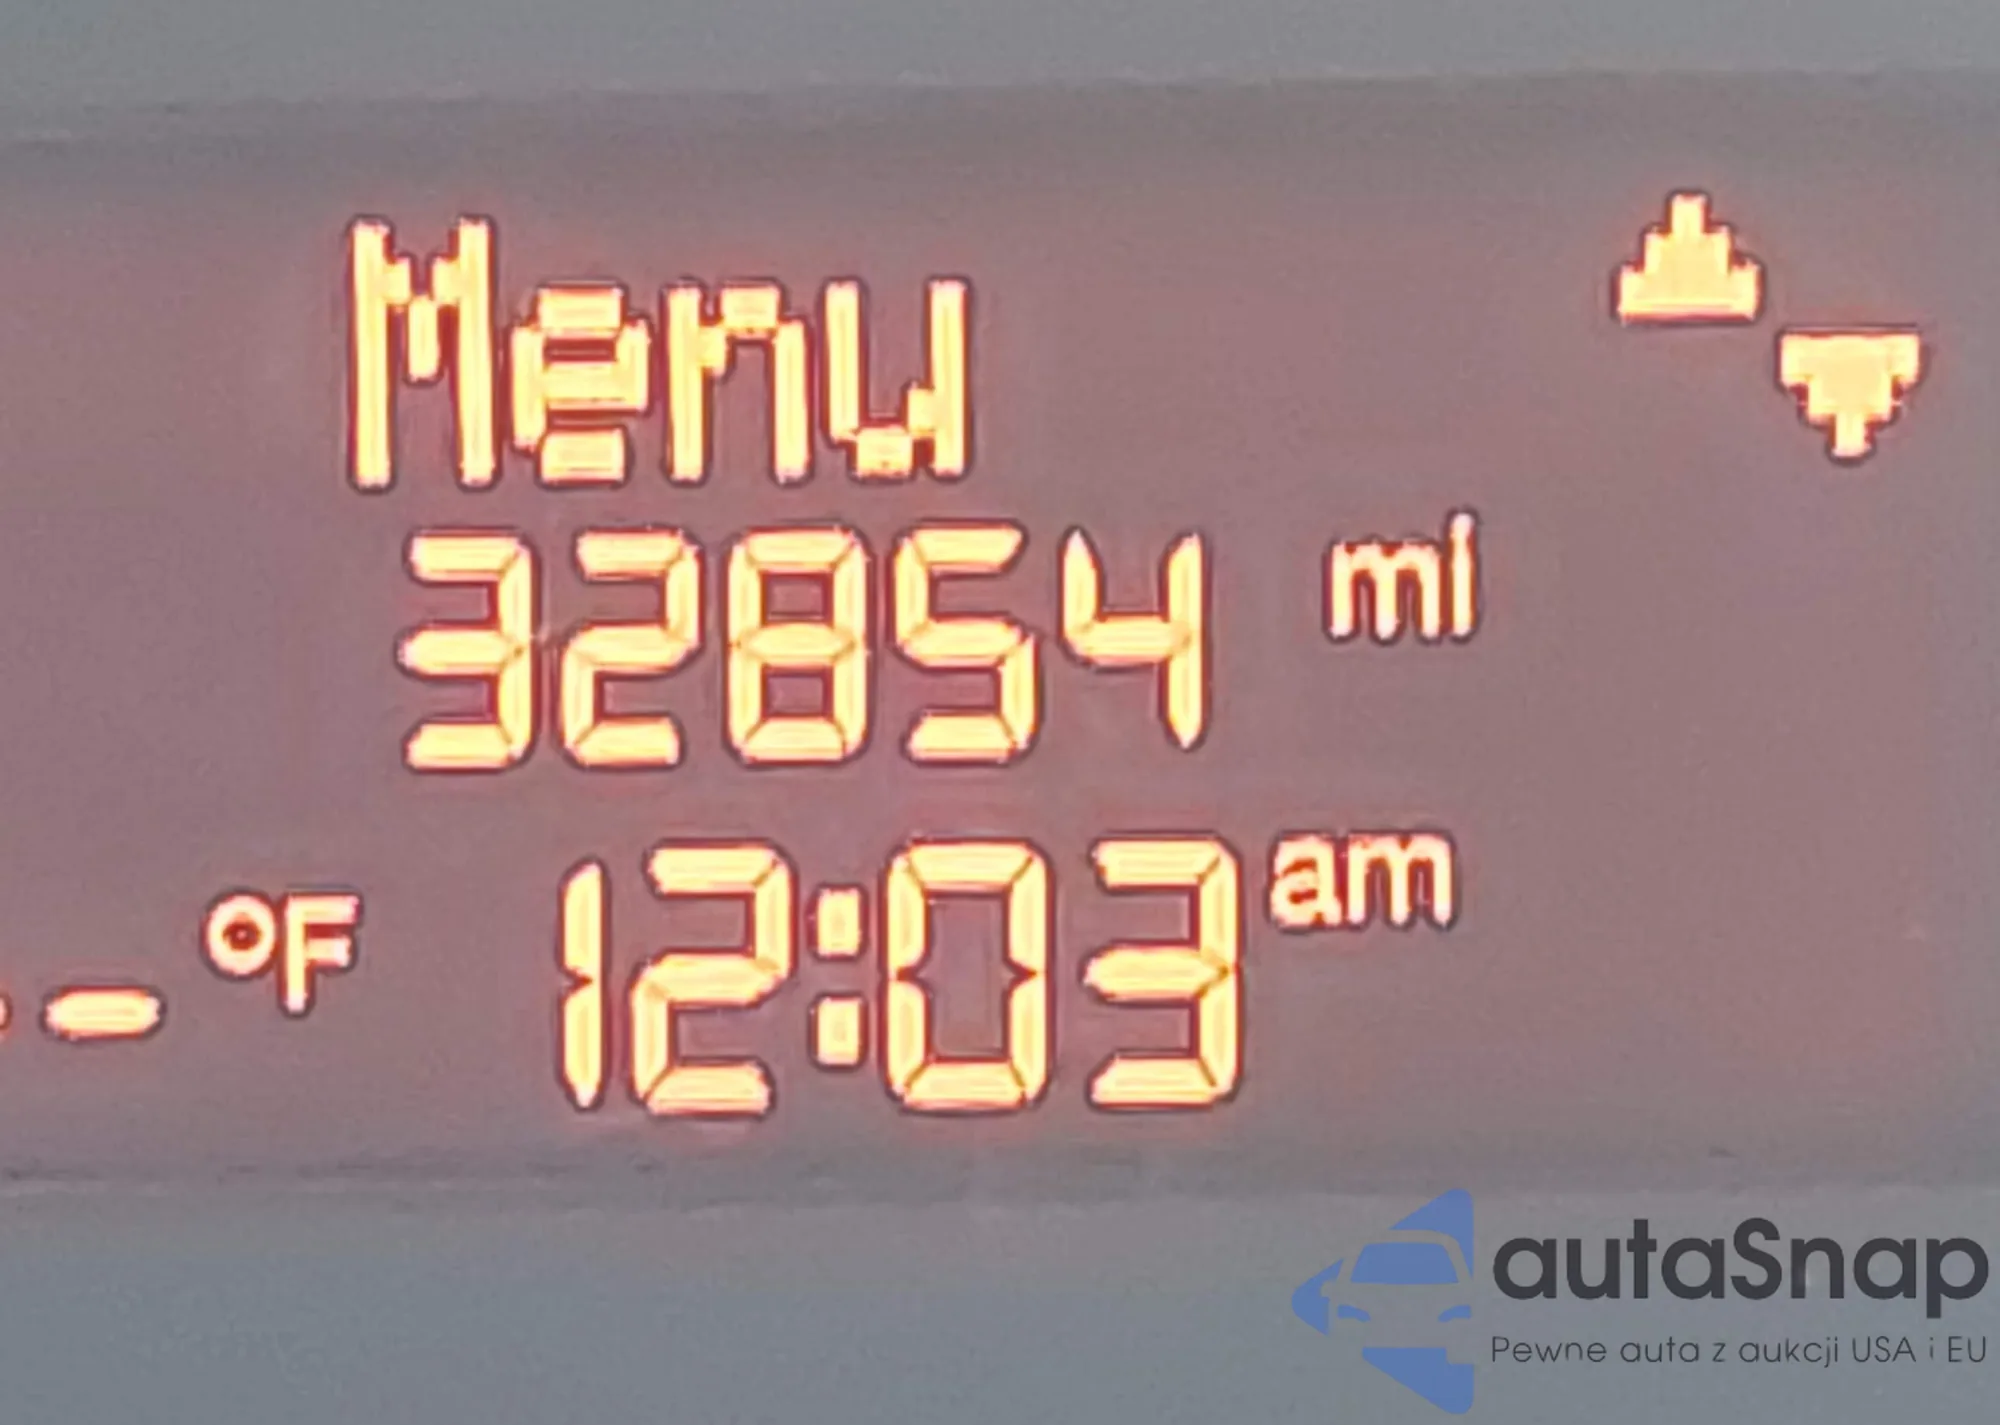 Menu
32854 mi
--°F 12:03 am
autaSnap
Pewne auta z aukcji USA i EU